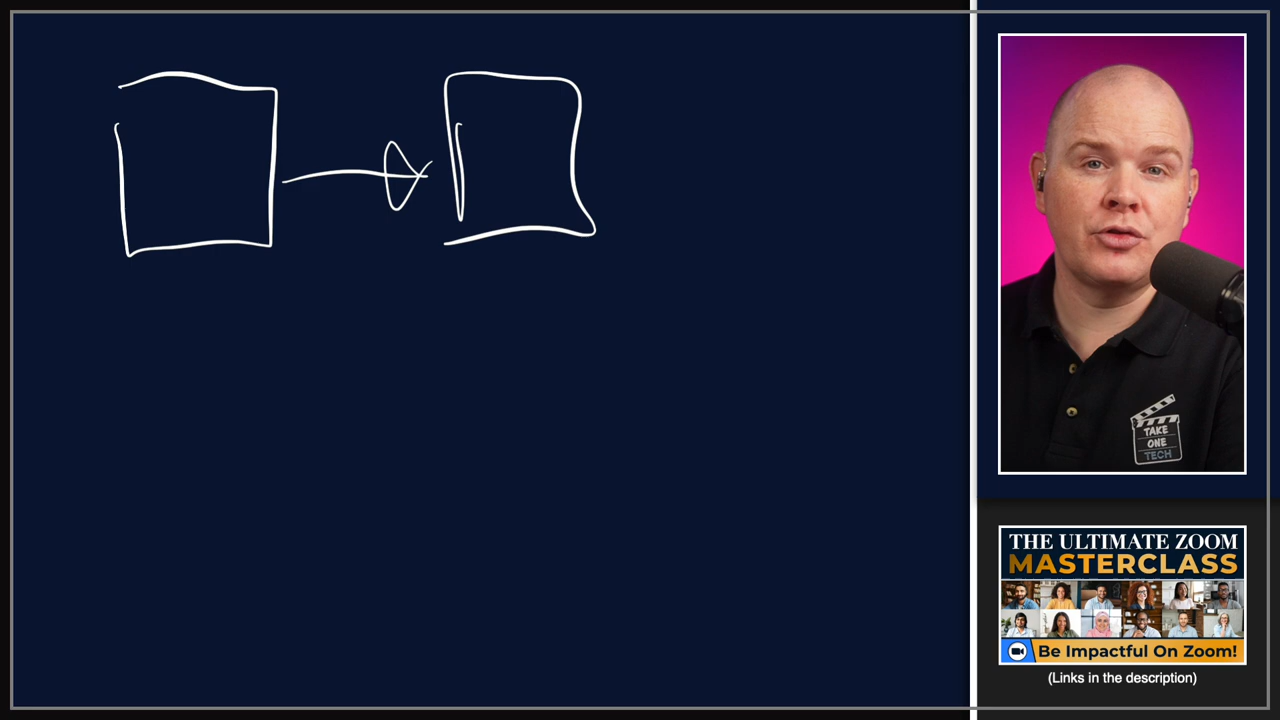 TAKE
ONE
TECH
THE ULTIMATE ZOOM
MASTERCLASS
Be Impactful On Zoom!
(Links in the description)